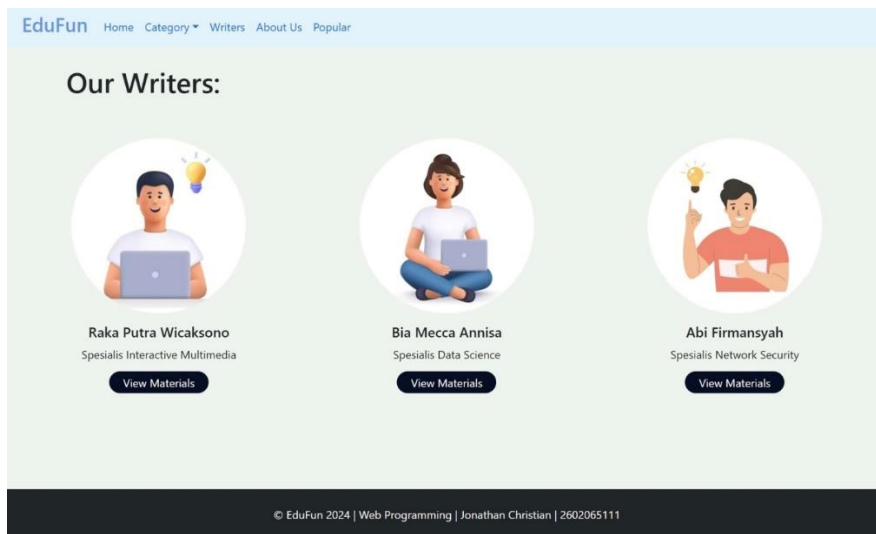 EduFun Home Category Writers About Us Popular
Our Writers:
Raka Putra Wicaksono
Spesialis Interactive Multimedia
View Materials
Bia Mecca Annisa
Spesialis Data Science
View Materials
Abi Firmansyah
Spesialis Network Security
View Materials
© EduFun 2024 | Web Programming | Jonathan Christian | 2602065111